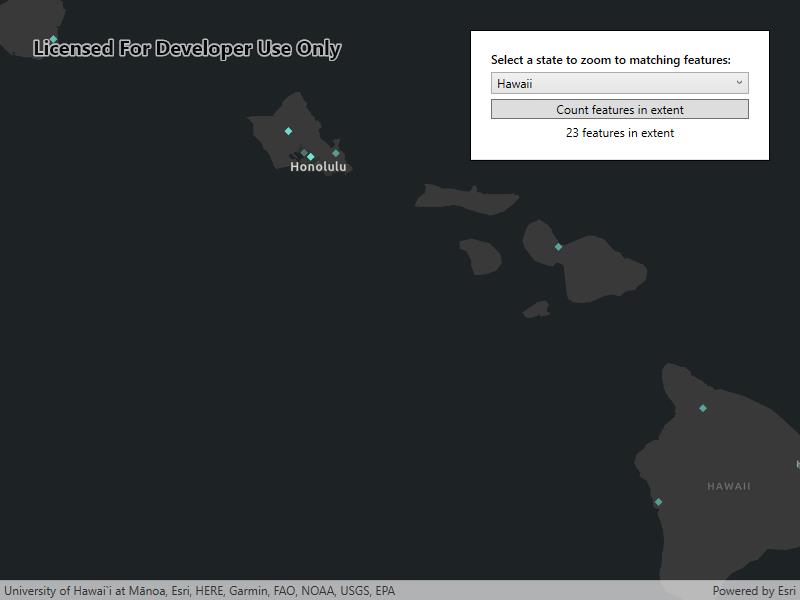 Licensed For Developer Use Only
Select a state to zoom to matching features:
Hawaii
Count features in extent
23 features in extent
Honolulu
HAWAII
University of Hawai`i at Mānoa, Esri, HERE, Garmin, FAO, NOAA, USGS, EPA
Powered by Esri